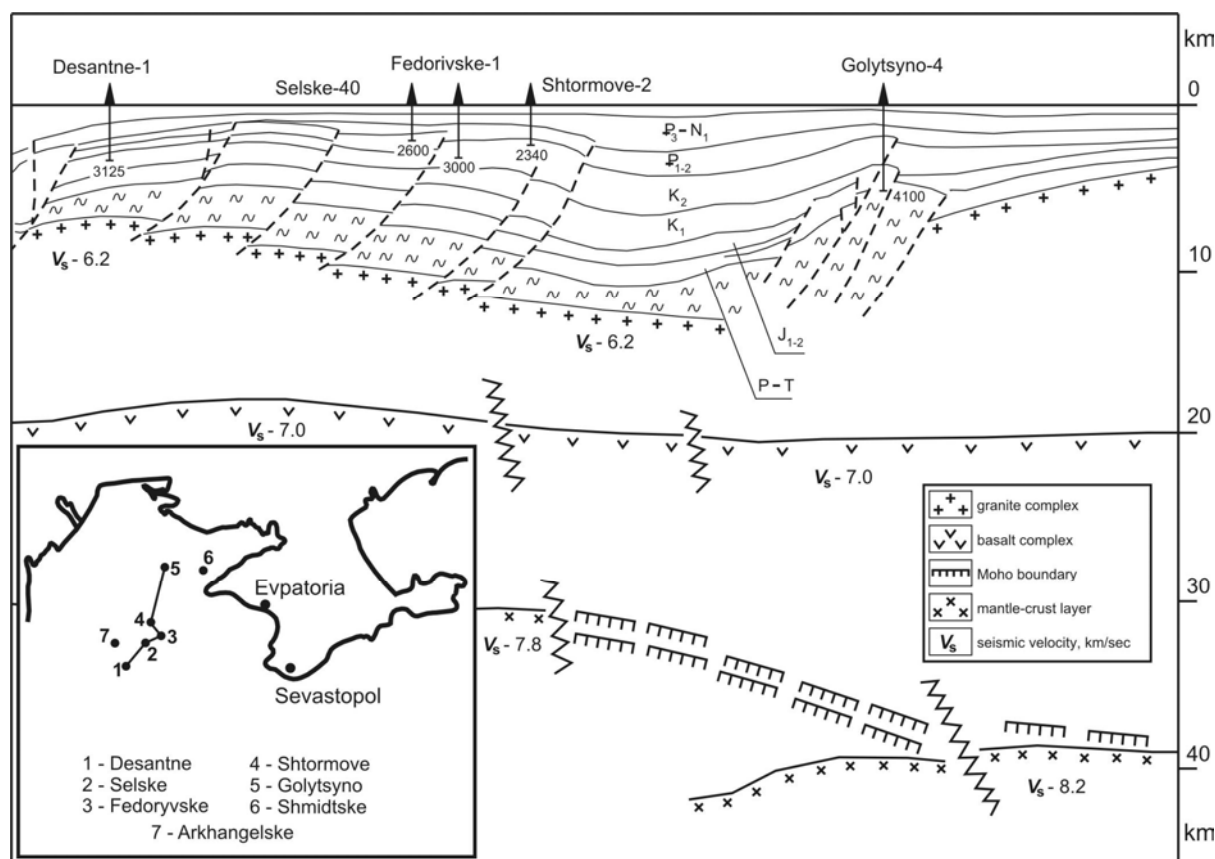 km
Desantne-1
Selske-40
Fedorivske-1
Shtormove-2
Golytsyno-4
0
P₃-N₁
3125
2600
3000
2340
P₁₋₂
K₂
4100
K₁
Vs - 6.2
10
Vs - 6.2
J₁₋₂
P-T
20
Vs - 7.0
Vs - 7.0
granite complex
basalt complex
Moho boundary
mantle-crust layer
Vs seismic velocity, km/sec
30
Vs - 7.8
40
Vs - 8.2
km
5
6
Evpatoria
4
3
7
2
1
Sevastopol
1 - Desantne
2 - Selske
3 - Fedoryvske
4 - Shtormove
5 - Golytsyno
6 - Shmidtske
7 - Arkhangelske